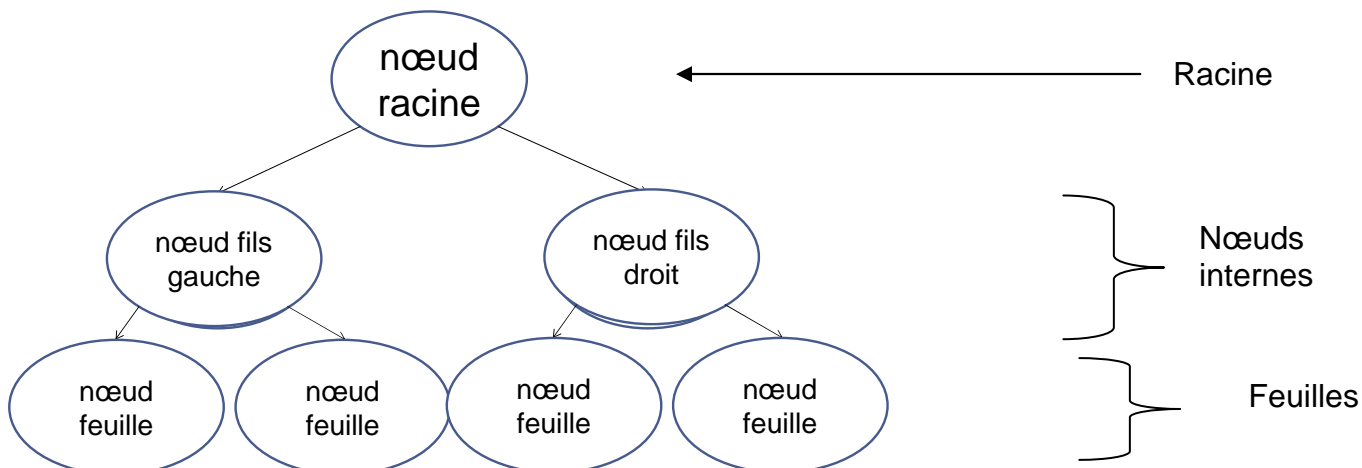 nœud
racine
Racine
nœud fils
gauche
nœud fils
droit
Nœuds
internes
nœud
feuille
nœud
feuille
nœud
feuille
nœud
feuille
Feuilles